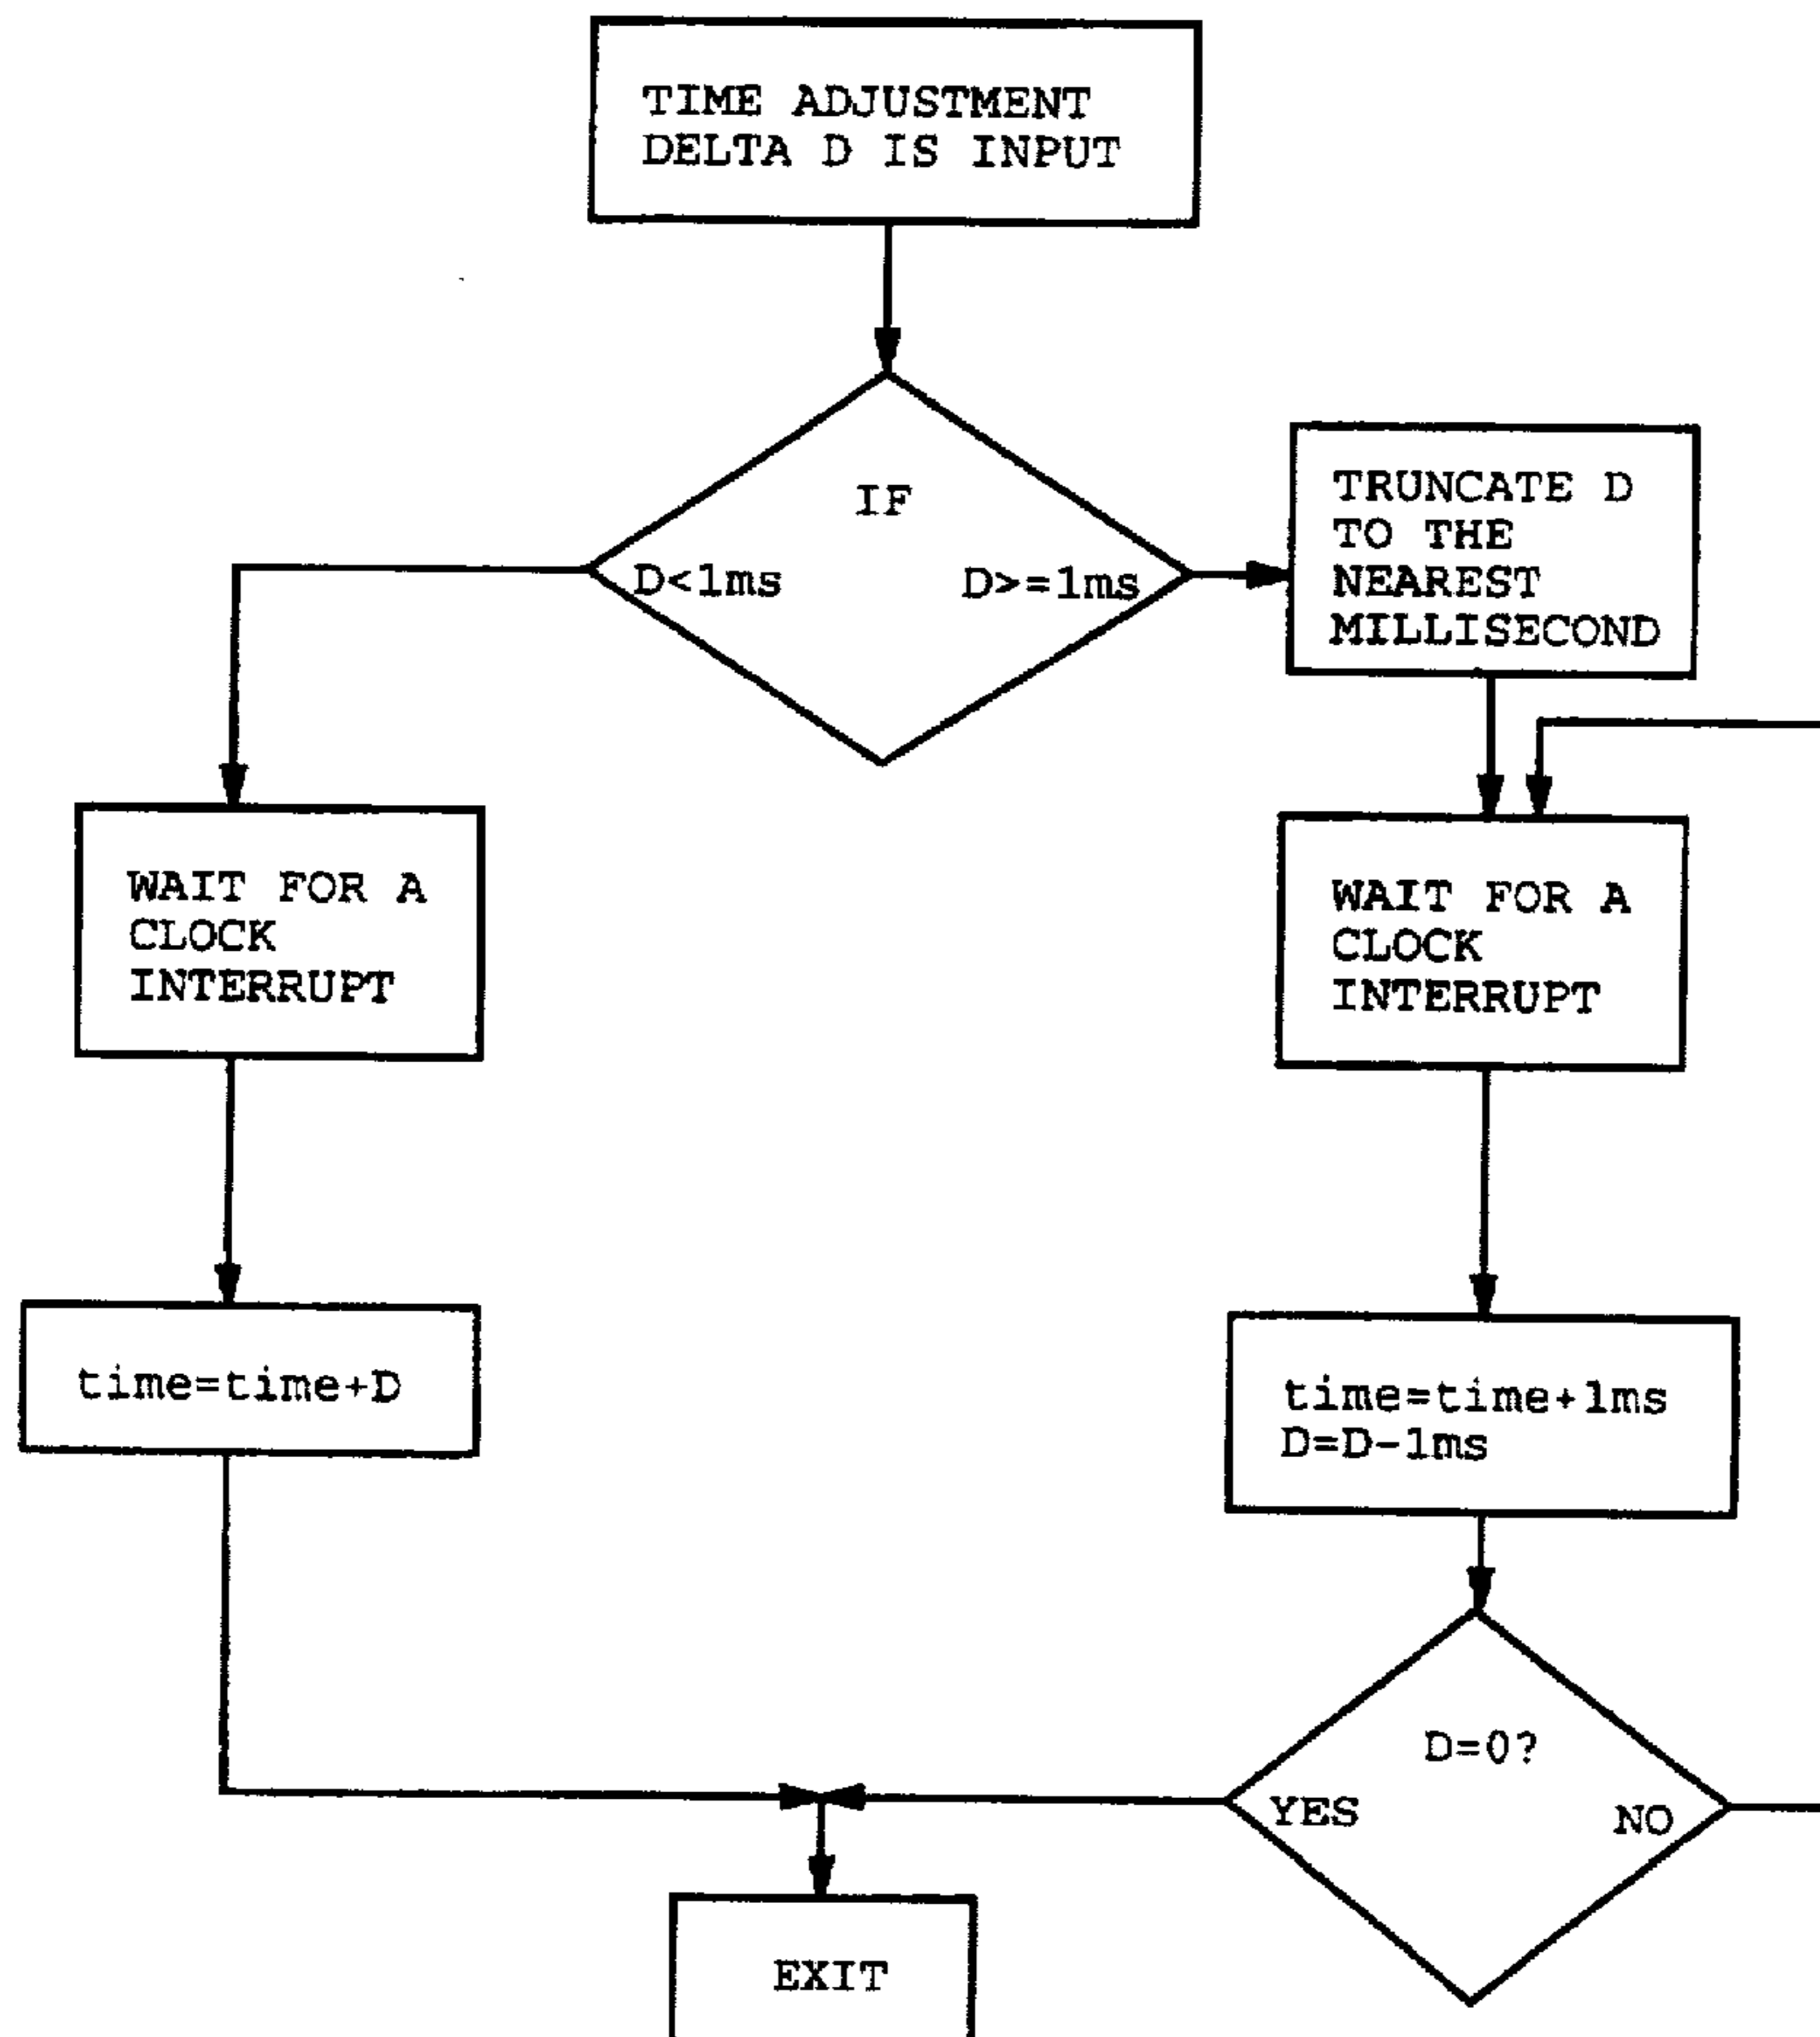 TIME ADJUSTMENT
DELTA D IS INPUT
IF
D<1ms
D>=1ms
TRUNCATE D
TO THE
NEAREST
MILLISECOND
WAIT FOR A
CLOCK
INTERRUPT
WAIT FOR A
CLOCK
INTERRUPT
time=time+D
time=time+1ms
D=D-1ms
D=0?
YES
NO
EXIT